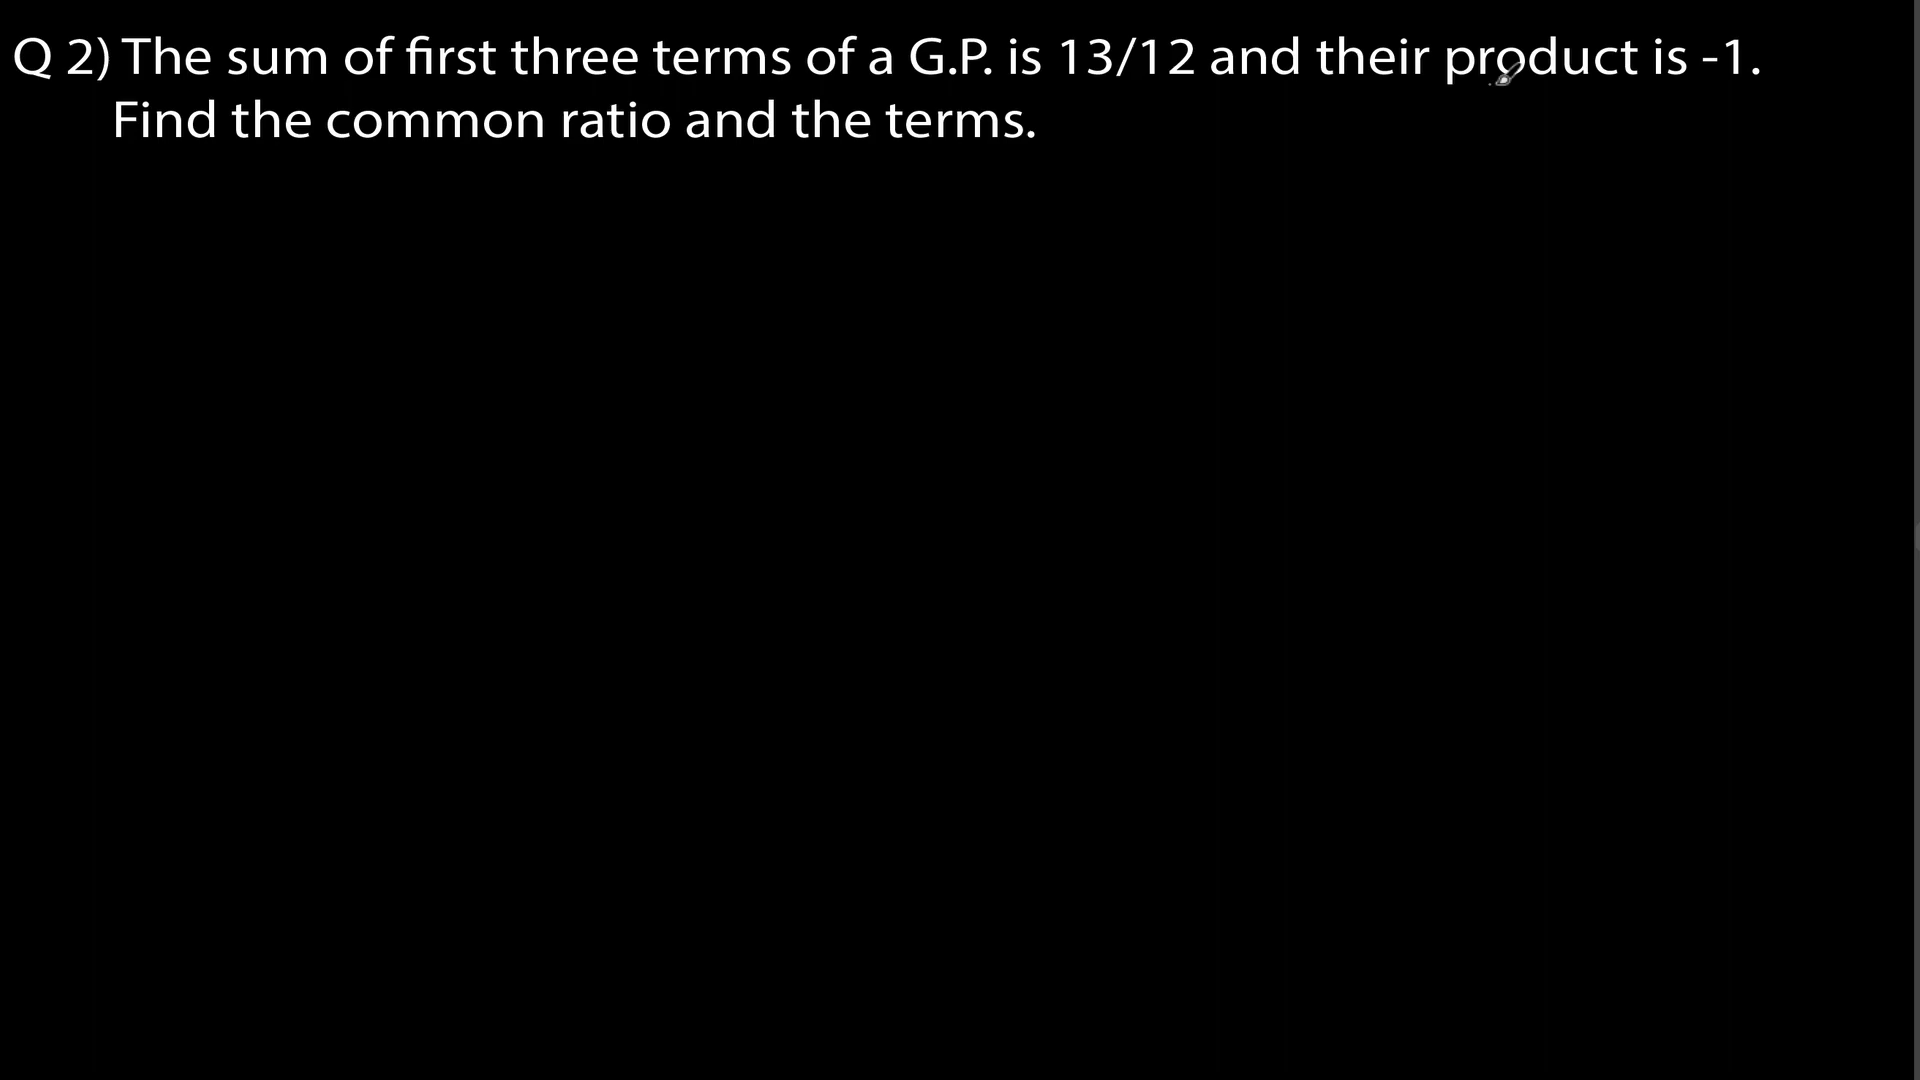 Q 2) The sum of first three terms of a G.P. is 13/12 and their product is -1.
Find the common ratio and the terms.